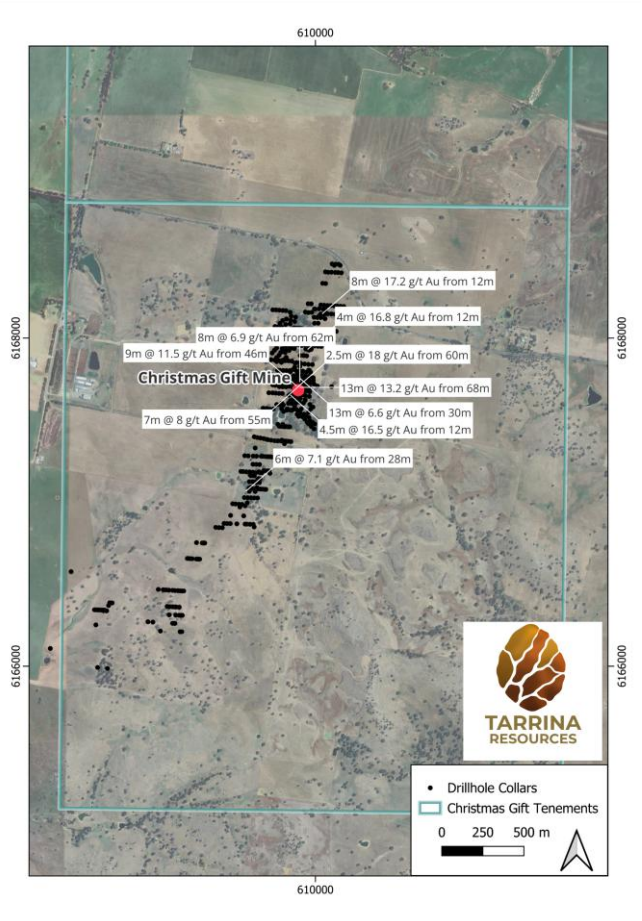 610000
8m @ 17.2 g/t Au from 12m
4m @ 16.8 g/t Au from 12m
6168000
6168000
8m @ 6.9 g/t Au from 62m
9m @ 11.5 g/t Au from 46m
2.5m @ 18 g/t Au from 60m
Christmas Gift Mine
13m @ 13.2 g/t Au from 68m
13m @ 6.6 g/t Au from 30m
7m @ 8 g/t Au from 55m
4.5m @ 16.5 g/t Au from 12m
6m @ 7.1 g/t Au from 28m
6166000
6166000
TARRINA
RESOURCES
Drillhole Collars
Christmas Gift Tenements
0 250 500 m
610000